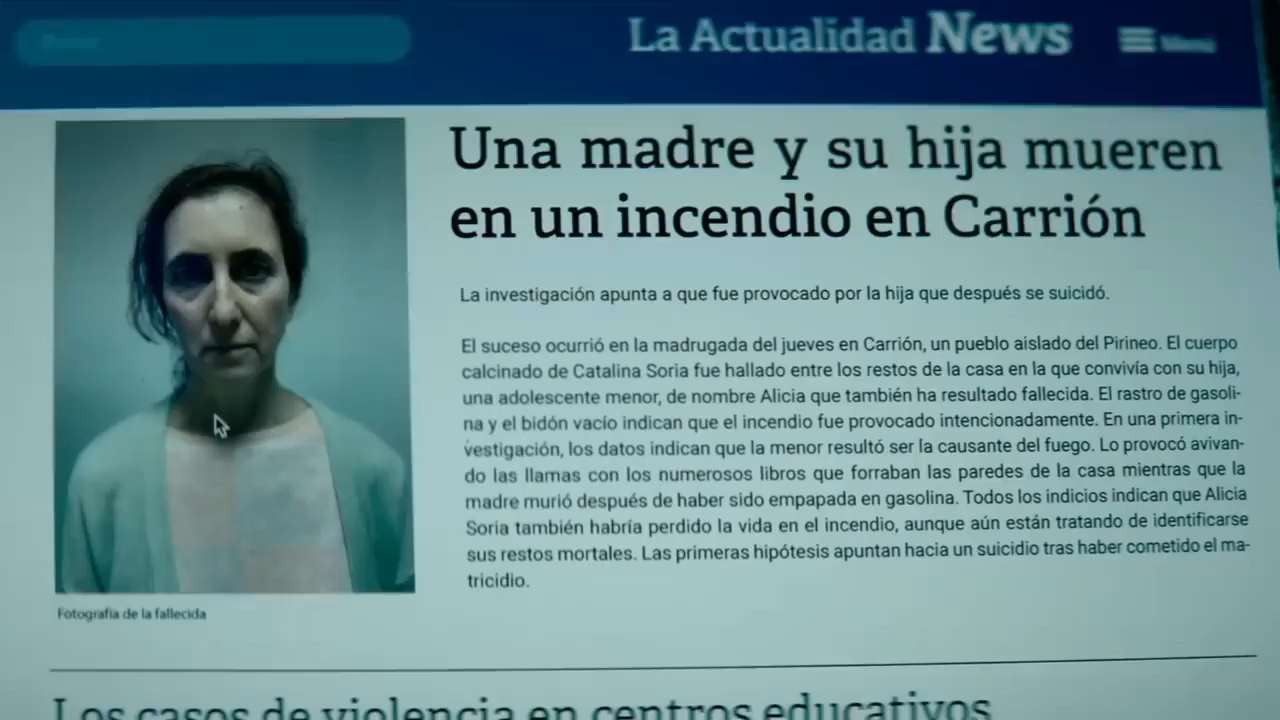 La Actualidad News
Menú
Una madre y su hija mueren
en un incendio en Carrión
La investigación apunta a que fue provocado por la hija que después se suicidó.
El suceso ocurrió en la madrugada del jueves en Carrión, un pueblo aislado del Pirineo. El cuerpo
calcinado de Catalina Soria fue hallado entre los restos de la casa en la que convivía con su hija,
una adolescente menor, de nombre Alicia que también ha resultado fallecida. El rastro de gasoli-
na y el bidón vacío indican que el incendio fue provocado intencionadamente. En una primera in-
vestigación, los datos indican que la menor resultó ser la causante del fuego. Lo provocó avivan-
do las llamas con los numerosos libros que forraban las paredes de la casa mientras que la
madre murió después de haber sido empapada en gasolina. Todos los indicios indican que Alicia
Soria también habría perdido la vida en el incendio, aunque aún están tratando de identificarse
sus restos mortales. Las primeras hipótesis apuntan hacia un suicidio tras haber cometido el ma-
tricidio.
Fotografía de la fallecida
Los casos de violencia en centros educativos